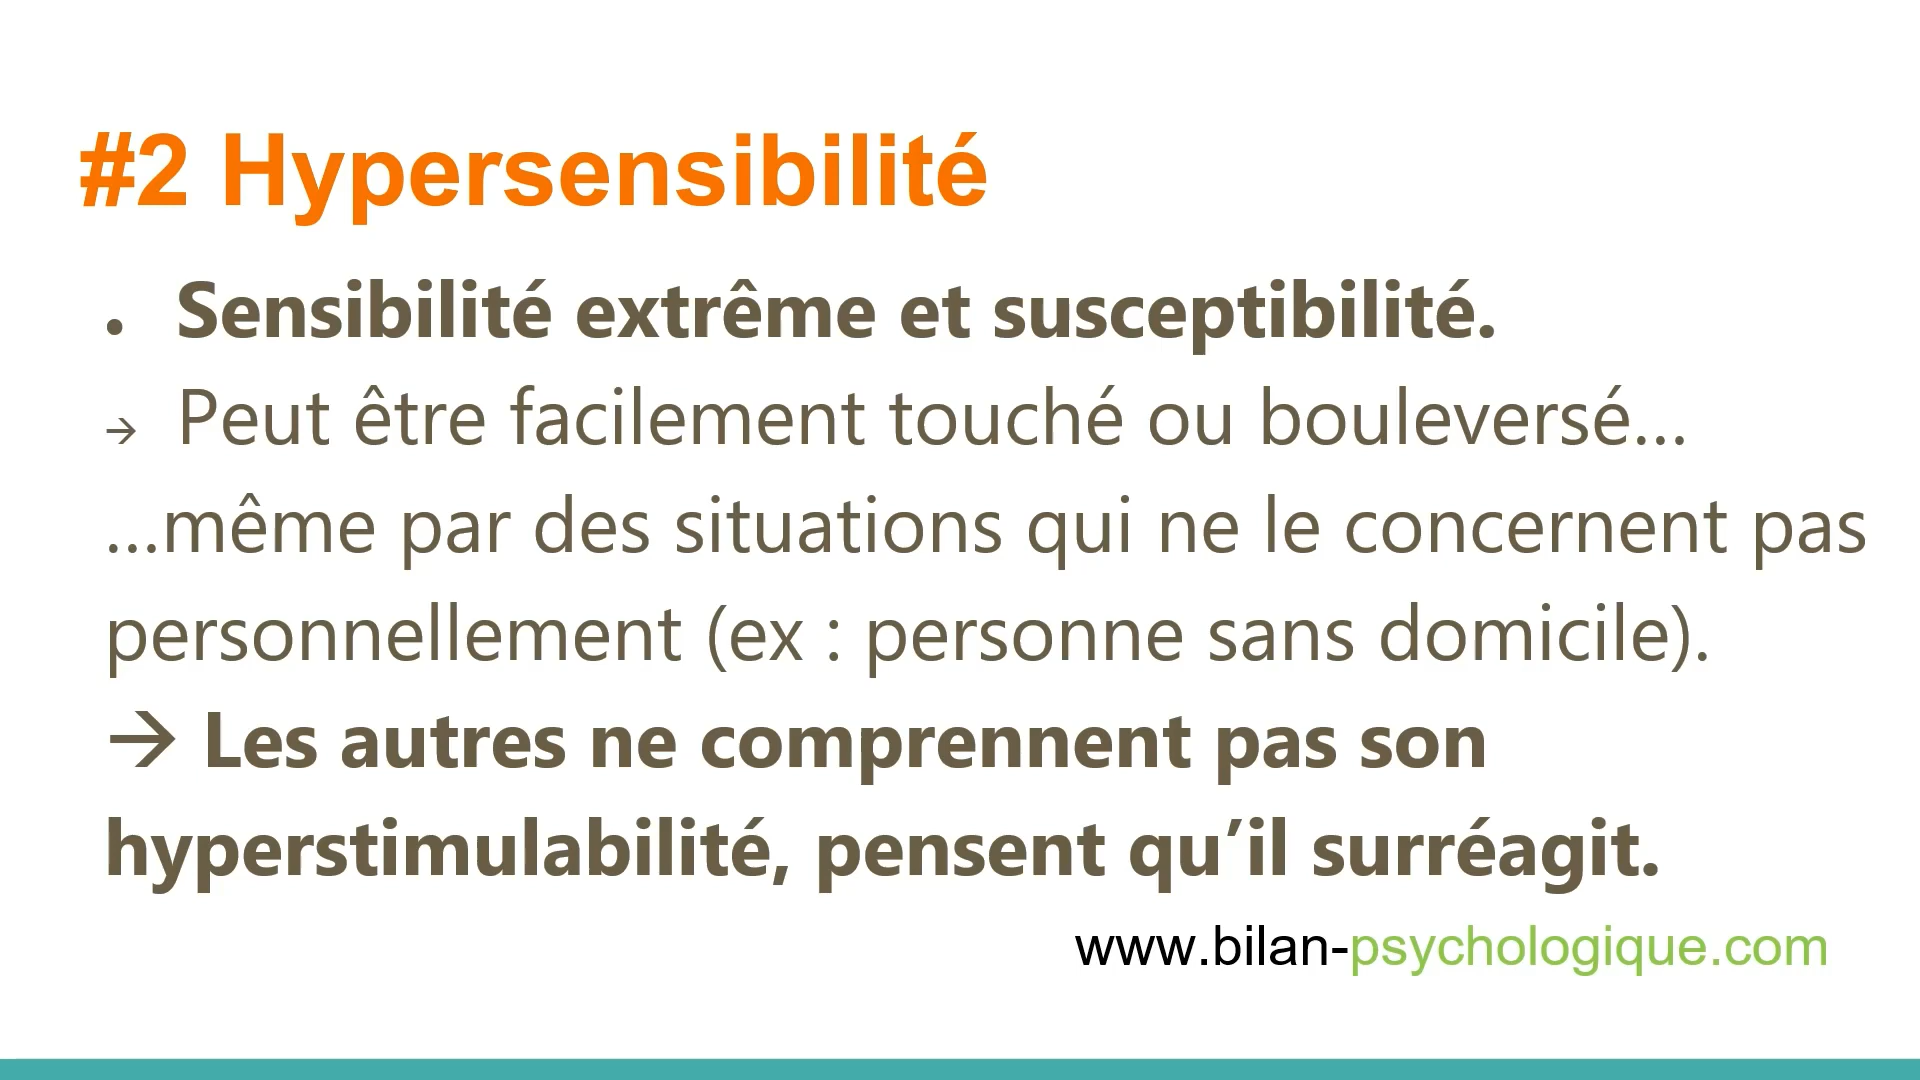 #2 Hypersensibilité
• Sensibilité extrême et susceptibilité.
→ Peut être facilement touché ou bouleversé…
…même par des situations qui ne le concernent pas
personnellement (ex : personne sans domicile).
→ Les autres ne comprennent pas son
hyperstimulabilité, pensent qu’il surréagit.
www.bilan-psychologique.com